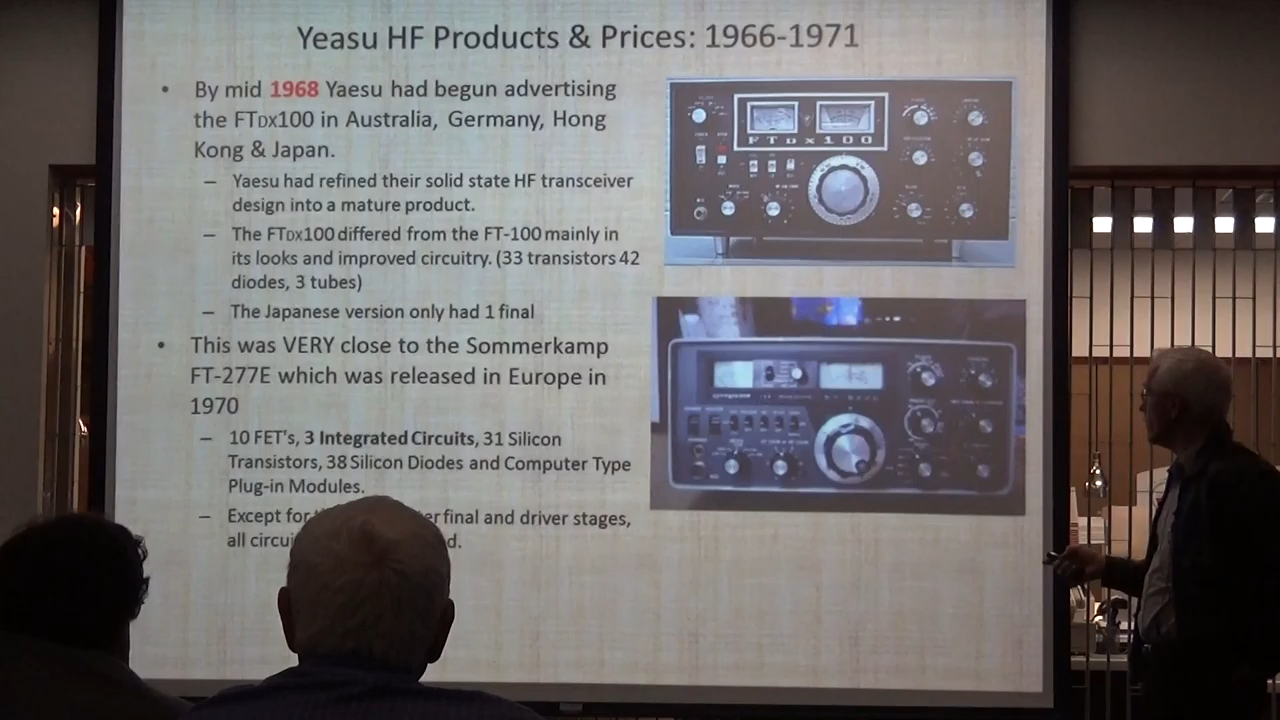 Yeasu HF Products & Prices: 1966-1971
• By mid 1968 Yaesu had begun advertising
the FTDX100 in Australia, Germany, Hong
Kong & Japan.
– Yaesu had refined their solid state HF transceiver
design into a mature product.
– The FTDX100 differed from the FT-100 mainly in
its looks and improved circuitry. (33 transistors 42
diodes, 3 tubes)
– The Japanese version only had 1 final
• This was VERY close to the Sommerkamp
FT-277E which was released in Europe in
1970
– 10 FET's, 3 Integrated Circuits, 31 Silicon
Transistors, 38 Silicon Diodes and Computer Type
Plug-in Modules.
– Except for final and driver stages,
all
FTDX100